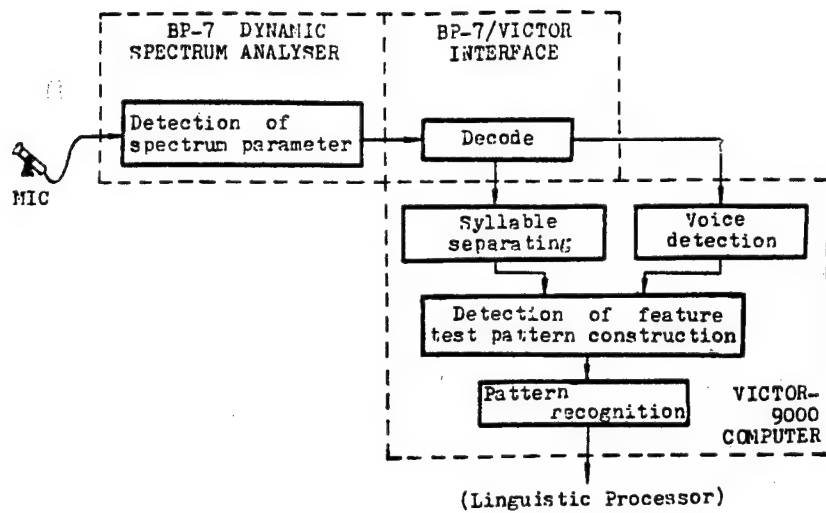 BP-7 DYNAMIC
SPECTRUM ANALYSER
BP-7/VICTOR
INTERFACE
Detection of
spectrum parameter
Decode
MIC
Syllable
separating
Voice
detection
Detection of feature
test pattern construction
Pattern
recognition
VICTOR-
9000
COMPUTER
(Linguistic Processor)